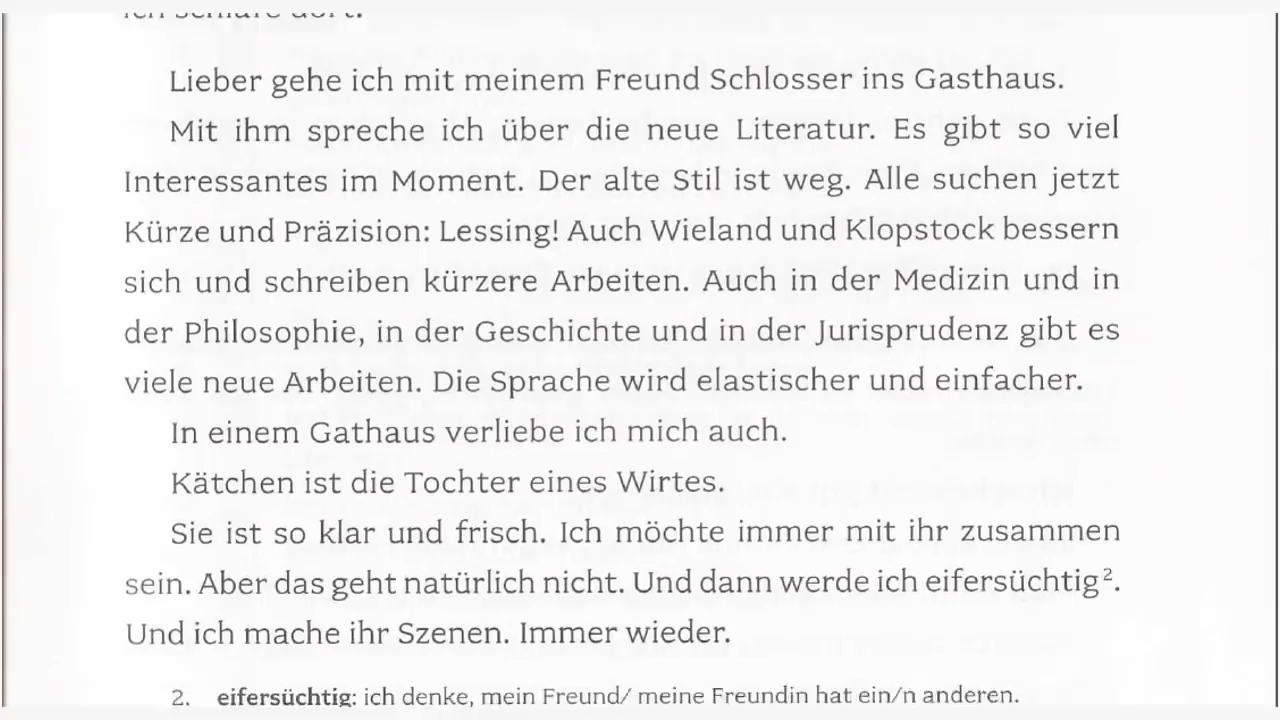 ich schlafe dort.
Lieber gehe ich mit meinem Freund Schlosser ins Gasthaus.
Mit ihm spreche ich über die neue Literatur. Es gibt so viel
Interessantes im Moment. Der alte Stil ist weg. Alle suchen jetzt
Kürze und Präzision: Lessing! Auch Wieland und Klopstock bessern
sich und schreiben kürzere Arbeiten. Auch in der Medizin und in
der Philosophie, in der Geschichte und in der Jurisprudenz gibt es
viele neue Arbeiten. Die Sprache wird elastischer und einfacher.
In einem Gathaus verliebe ich mich auch.
Kätchen ist die Tochter eines Wirtes.
Sie ist so klar und frisch. Ich möchte immer mit ihr zusammen
sein. Aber das geht natürlich nicht. Und dann werde ich eifersüchtig².
Und ich mache ihr Szenen. Immer wieder.
2. eifersüchtig: ich denke, mein Freund/ meine Freundin hat ein/n anderen.